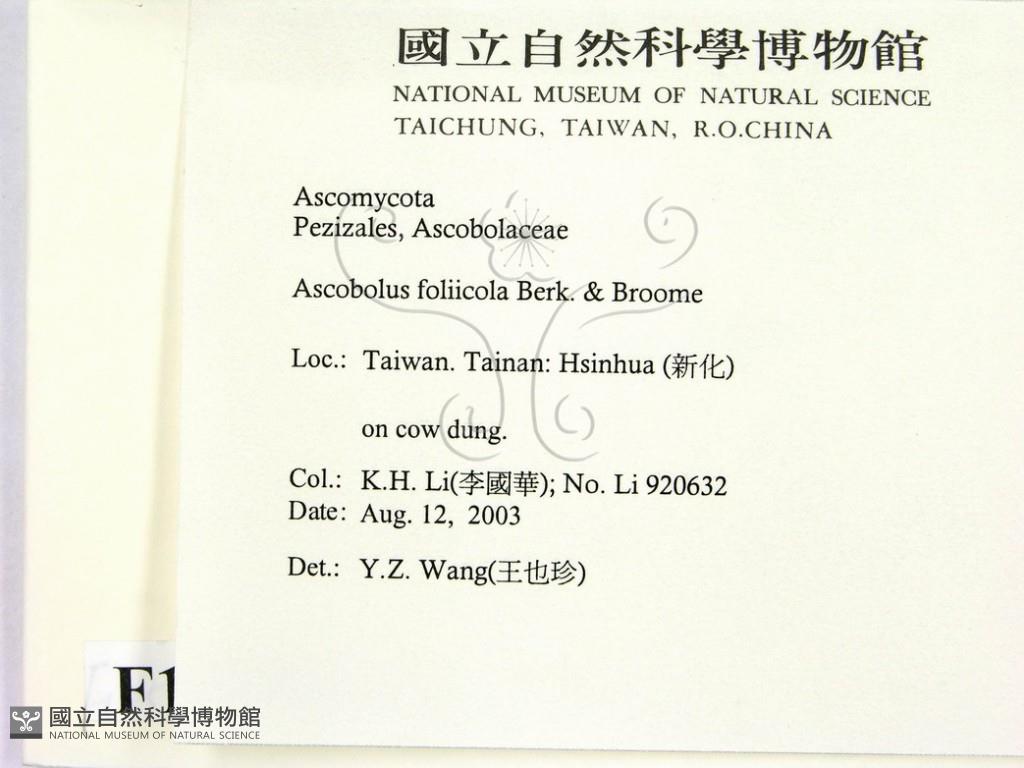 國立自然科學博物館
NATIONAL MUSEUM OF NATURAL SCIENCE
TAICHUNG, TAIWAN, R.O.CHINA
Ascomycota
Pezizales, Ascobolaceae
Ascobolus foliicola Berk. & Broome
Loc.: Taiwan. Tainan: Hsinhua (新化)
on cow dung.
Col.: K.H. Li(李國華); No. Li 920632
Date: Aug. 12, 2003
Det.: Y.Z. Wang(王也珍)
F1
國立自然科學博物館
NATIONAL MUSEUM OF NATURAL SCIENCE